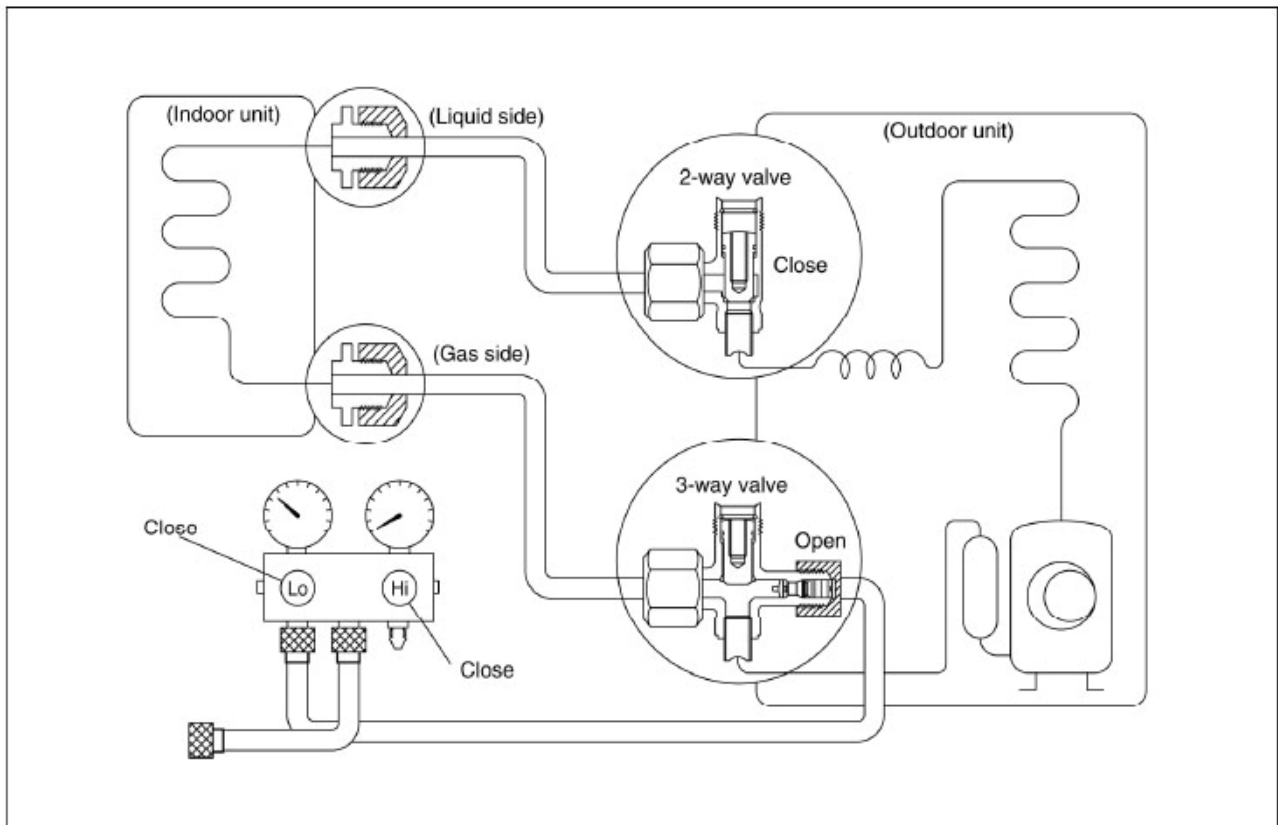 (Indoor unit)
(Liquid side)
(Outdoor unit)
2-way valve
Close
(Gas side)
3-way valve
Open
Close
Lo
Hi
Close